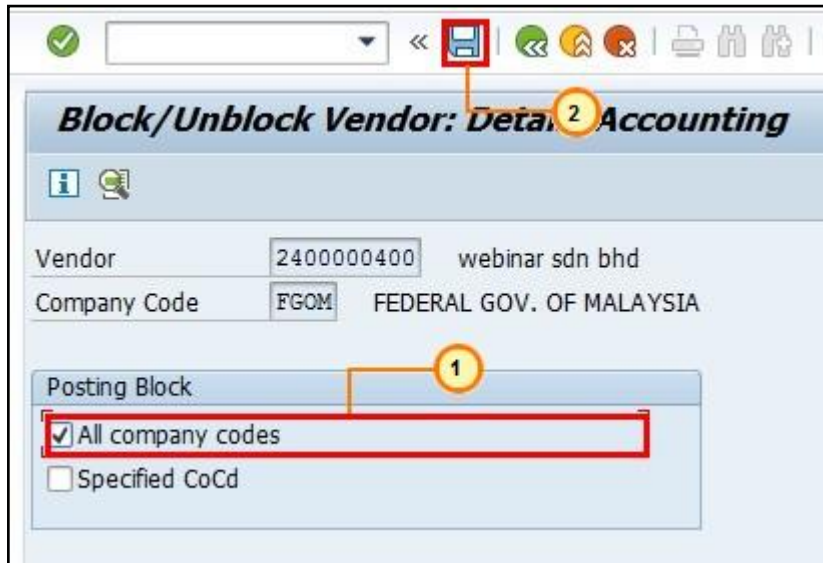 2
Block/Unblock Vendor: Detai Accounting
Vendor 2400000400 webinar sdn bhd
Company Code FGOM FEDERAL GOV. OF MALAYSIA
1
Posting Block
All company codes
Specified CoCd